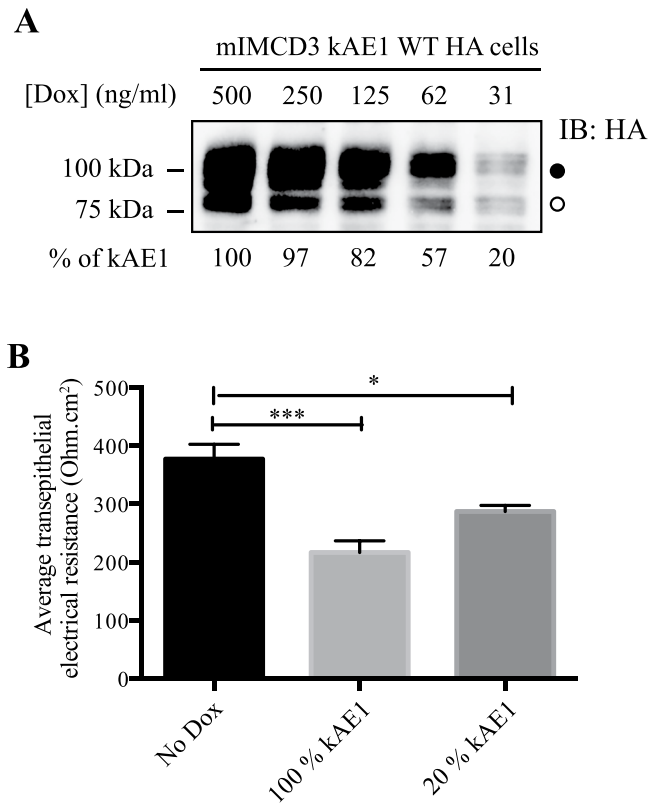 A
mIMCD3 kAE1 WT HA cells
[Dox] (ng/ml) 500 250 125 62 31
IB: HA
100 kDa
75 kDa
% of kAE1 100 97 82 57 20
B
Average transepithelial
electrical resistance (Ohm.cm²)
500
400
300
200
100
0
*
***
No Dox
100 % kAE1
20 % kAE1